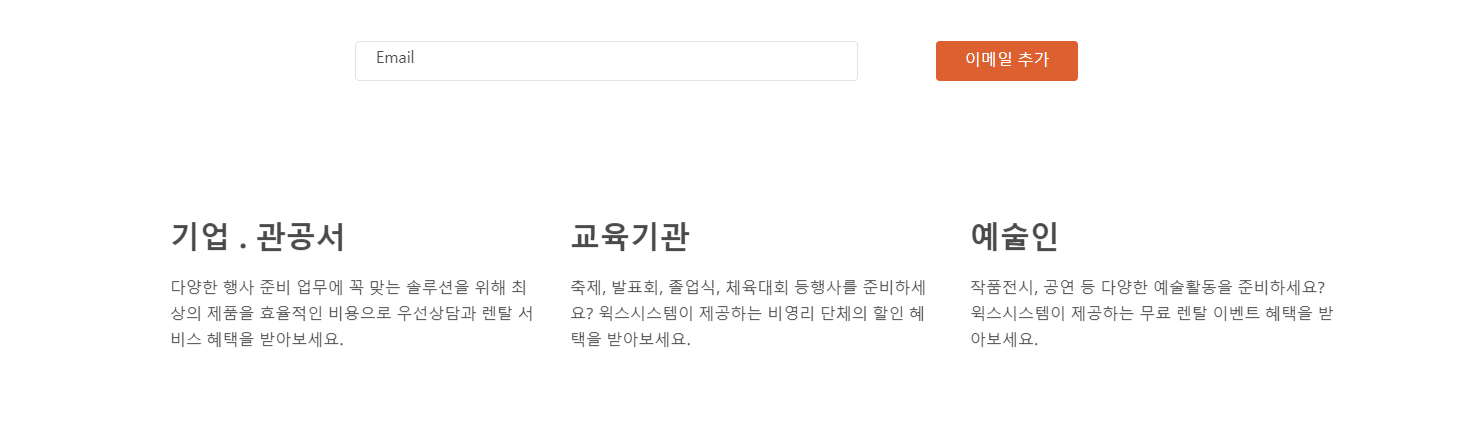 Email
이메일 추가
기업 . 관공서
다양한 행사 준비 업무에 꼭 맞는 솔루션을 위해 최
상의 제품을 효율적인 비용으로 우선상담과 렌탈 서
비스 혜택을 받아보세요.
교육기관
축제, 발표회, 졸업식, 체육대회 등행사를 준비하세
요? 윅스시스템이 제공하는 비영리 단체의 할인 혜
택을 받아보세요.
예술인
작품전시, 공연 등 다양한 예술활동을 준비하세요?
윅스시스템이 제공하는 무료 렌탈 이벤트 혜택을 받
아보세요.